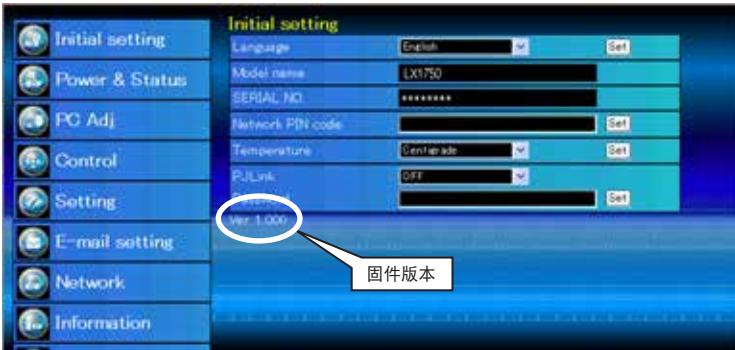 Initial setting
Power & Status
PC Adj.
Control
Setting
E-mail setting
Network
Information
Initial setting
Language English Set
Model name LX1750
SERIAL NO. ********
Network PIN code Set
Temperature Centigrade Set
PJLink OFF
Password Set
Ver 1.000
固件版本